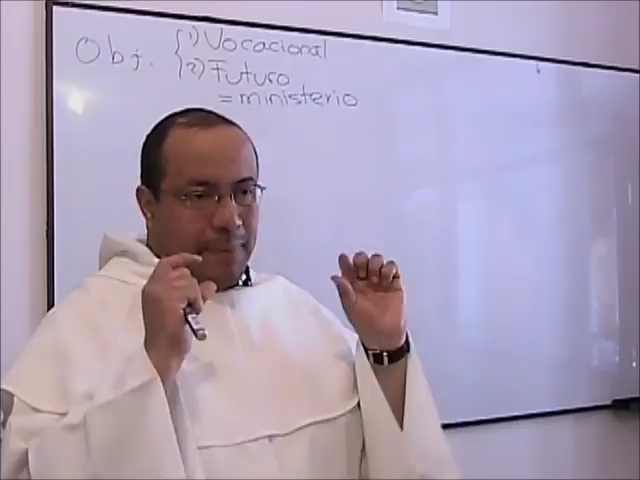 Obj. { 1) Vocacional
2) Futuro
= ministerio